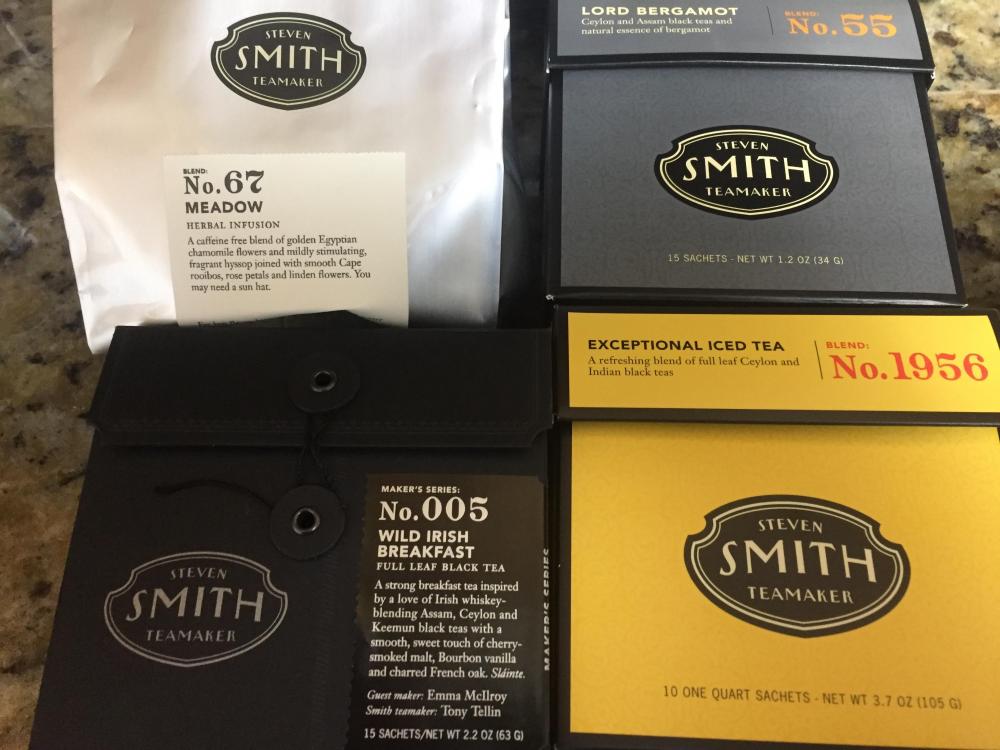 STEVEN
SMITH
TEAMAKER
BLEND:
No.67
MEADOW
HERBAL INFUSION
A caffeine free blend of golden Egyptian
chamomile flowers and mildly stimulating,
fragrant hyssop joined with smooth Cape
rooibos, rose petals and linden flowers. You
may need a sun hat.
LORD BERGAMOT
Ceylon and Assam black teas and
natural essence of bergamot
BLEND:
No.55
STEVEN
SMITH
TEAMAKER
15 SACHETS - NET WT 1.2 OZ (34 G)
MAKER'S SERIES:
No.005
WILD IRISH
BREAKFAST
FULL LEAF BLACK TEA
A strong breakfast tea inspired
by a love of Irish whiskey-
blending Assam, Ceylon and
Keemun black teas with a
smooth, sweet touch of cherry-
smoked malt, Bourbon vanilla
and charred French oak. Sláinte.
Guest maker: Emma McIlroy
Smith teamaker: Tony Tellin
15 SACHETS/NET WT 2.2 OZ (63 G)
STEVEN
SMITH
TEAMAKER
MAKER'S SERIES
EXCEPTIONAL ICED TEA
A refreshing blend of full leaf Ceylon and
Indian black teas
BLEND:
No.1956
STEVEN
SMITH
TEAMAKER
10 ONE QUART SACHETS - NET WT 3.7 OZ (105 G)